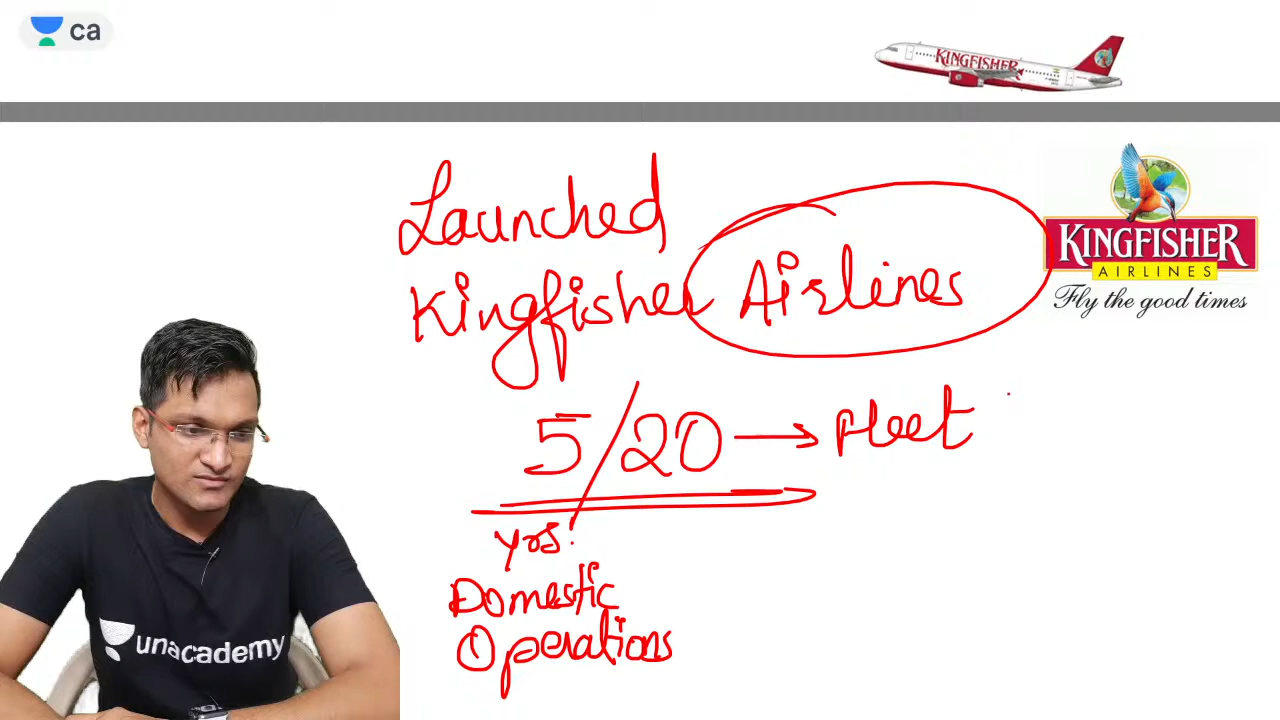 ca
KINGFISHER
Launched
Kingfisher Airlines
KINGFISHER
AIRLINES
Fly the good times
5/20 → Fleet
yrs.
Domestic
Operations
unacademy